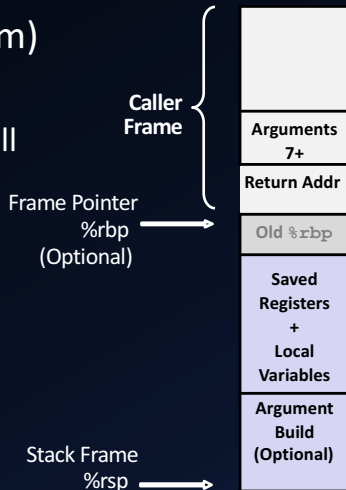 m)
ll
Caller
Frame
Arguments
7+
Return Addr
Frame Pointer
%rbp
(Optional)
Old %rbp
Saved
Registers
+
Local
Variables
Argument
Build
(Optional)
Stack Frame
%rsp